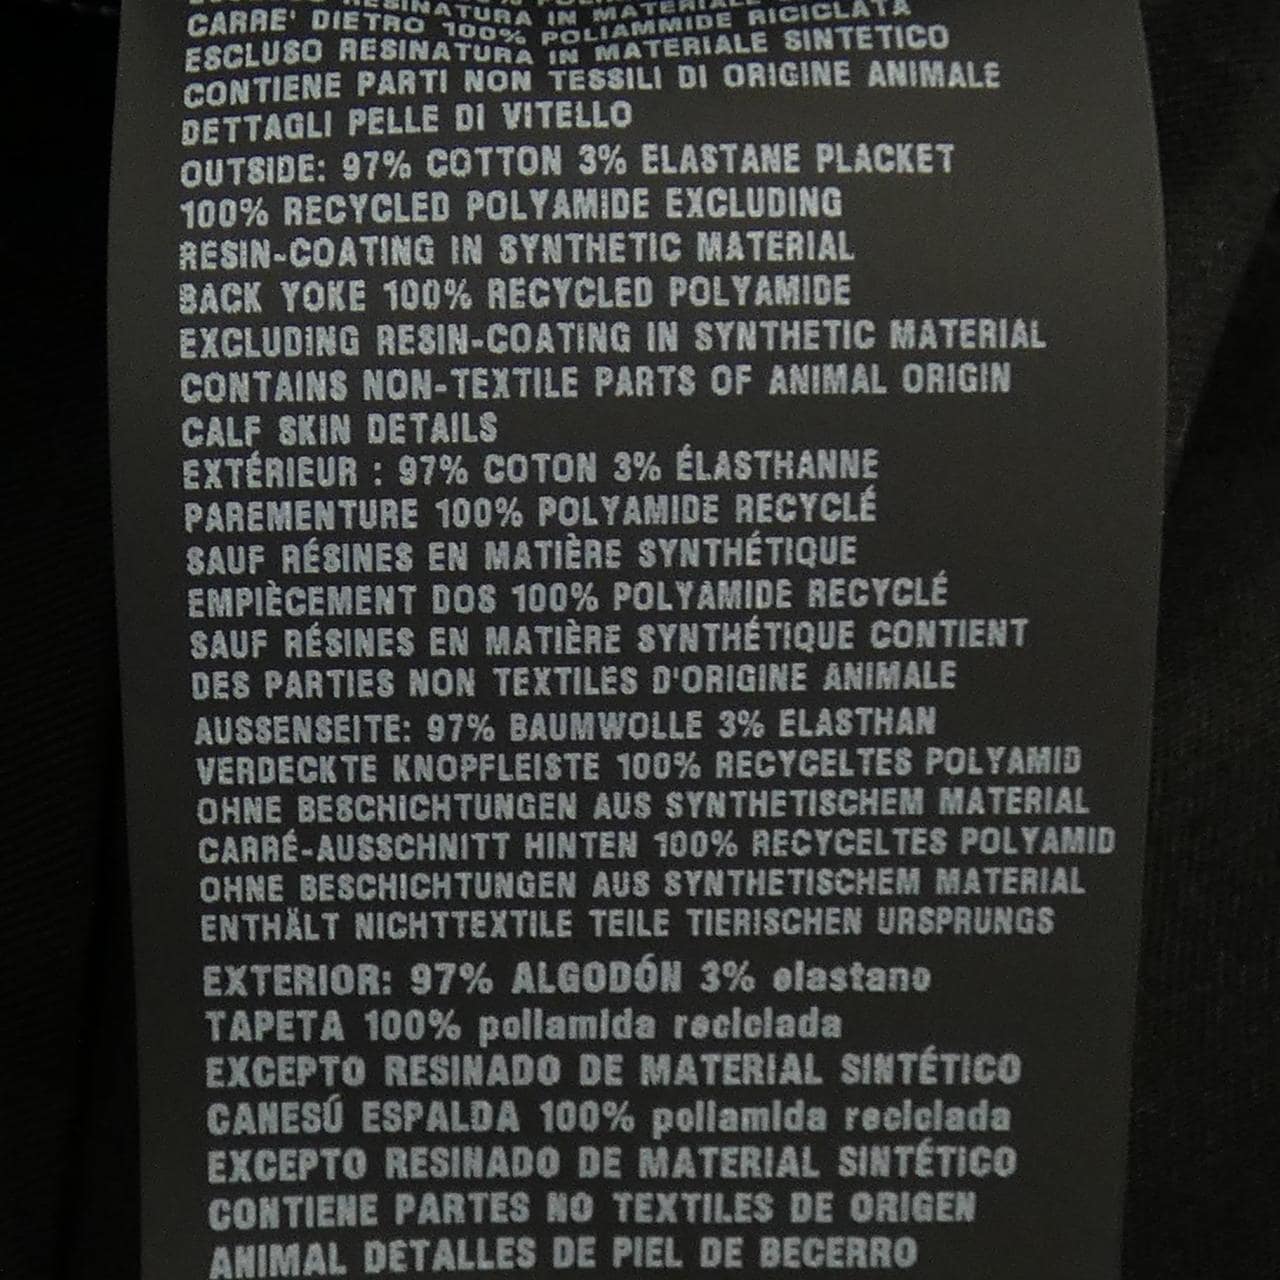 RESINATURA IN MATERIALE
CARRE' DIETRO 100% POLIAMMIDE RICICLATA
ESCLUSO RESINATURA IN MATERIALE SINTETICO
CONTIENE PARTI NON TESSILI DI ORIGINE ANIMALE
DETTAGLI PELLE DI VITELLO
OUTSIDE: 97% COTTON 3% ELASTANE PLACKET
100% RECYCLED POLYAMIDE EXCLUDING
RESIN-COATING IN SYNTHETIC MATERIAL
BACK YOKE 100% RECYCLED POLYAMIDE
EXCLUDING RESIN-COATING IN SYNTHETIC MATERIAL
CONTAINS NON-TEXTILE PARTS OF ANIMAL ORIGIN
CALF SKIN DETAILS
EXTÉRIEUR : 97% COTON 3% ÉLASTHANNE
PAREMENTURE 100% POLYAMIDE RECYCLÉ
SAUF RÉSINES EN MATIÈRE SYNTHÉTIQUE
EMPIÈCEMENT DOS 100% POLYAMIDE RECYCLÉ
SAUF RÉSINES EN MATIÈRE SYNTHÉTIQUE CONTIENT
DES PARTIES NON TEXTILES D'ORIGINE ANIMALE
AUSSENSEITE: 97% BAUMWOLLE 3% ELASTHAN
VERDECKTE KNOPFLEISTE 100% RECYCELTES POLYAMID
OHNE BESCHICHTUNGEN AUS SYNTHETISCHEM MATERIAL
CARRÉ-AUSSCHNITT HINTEN 100% RECYCELTES POLYAMID
OHNE BESCHICHTUNGEN AUS SYNTHETISCHEM MATERIAL
ENTHÄLT NICHTTEXTILE TEILE TIERISCHEN URSPRUNGS
EXTERIOR: 97% ALGODÓN 3% elastano
TAPETA 100% poliamida reciclada
EXCEPTO RESINADO DE MATERIAL SINTÉTICO
CANESÚ ESPALDA 100% poliamida reciclada
EXCEPTO RESINADO DE MATERIAL SINTÉTICO
CONTIENE PARTES NO TEXTILES DE ORIGEN
ANIMAL DETALLES DE PIEL DE BECERRO